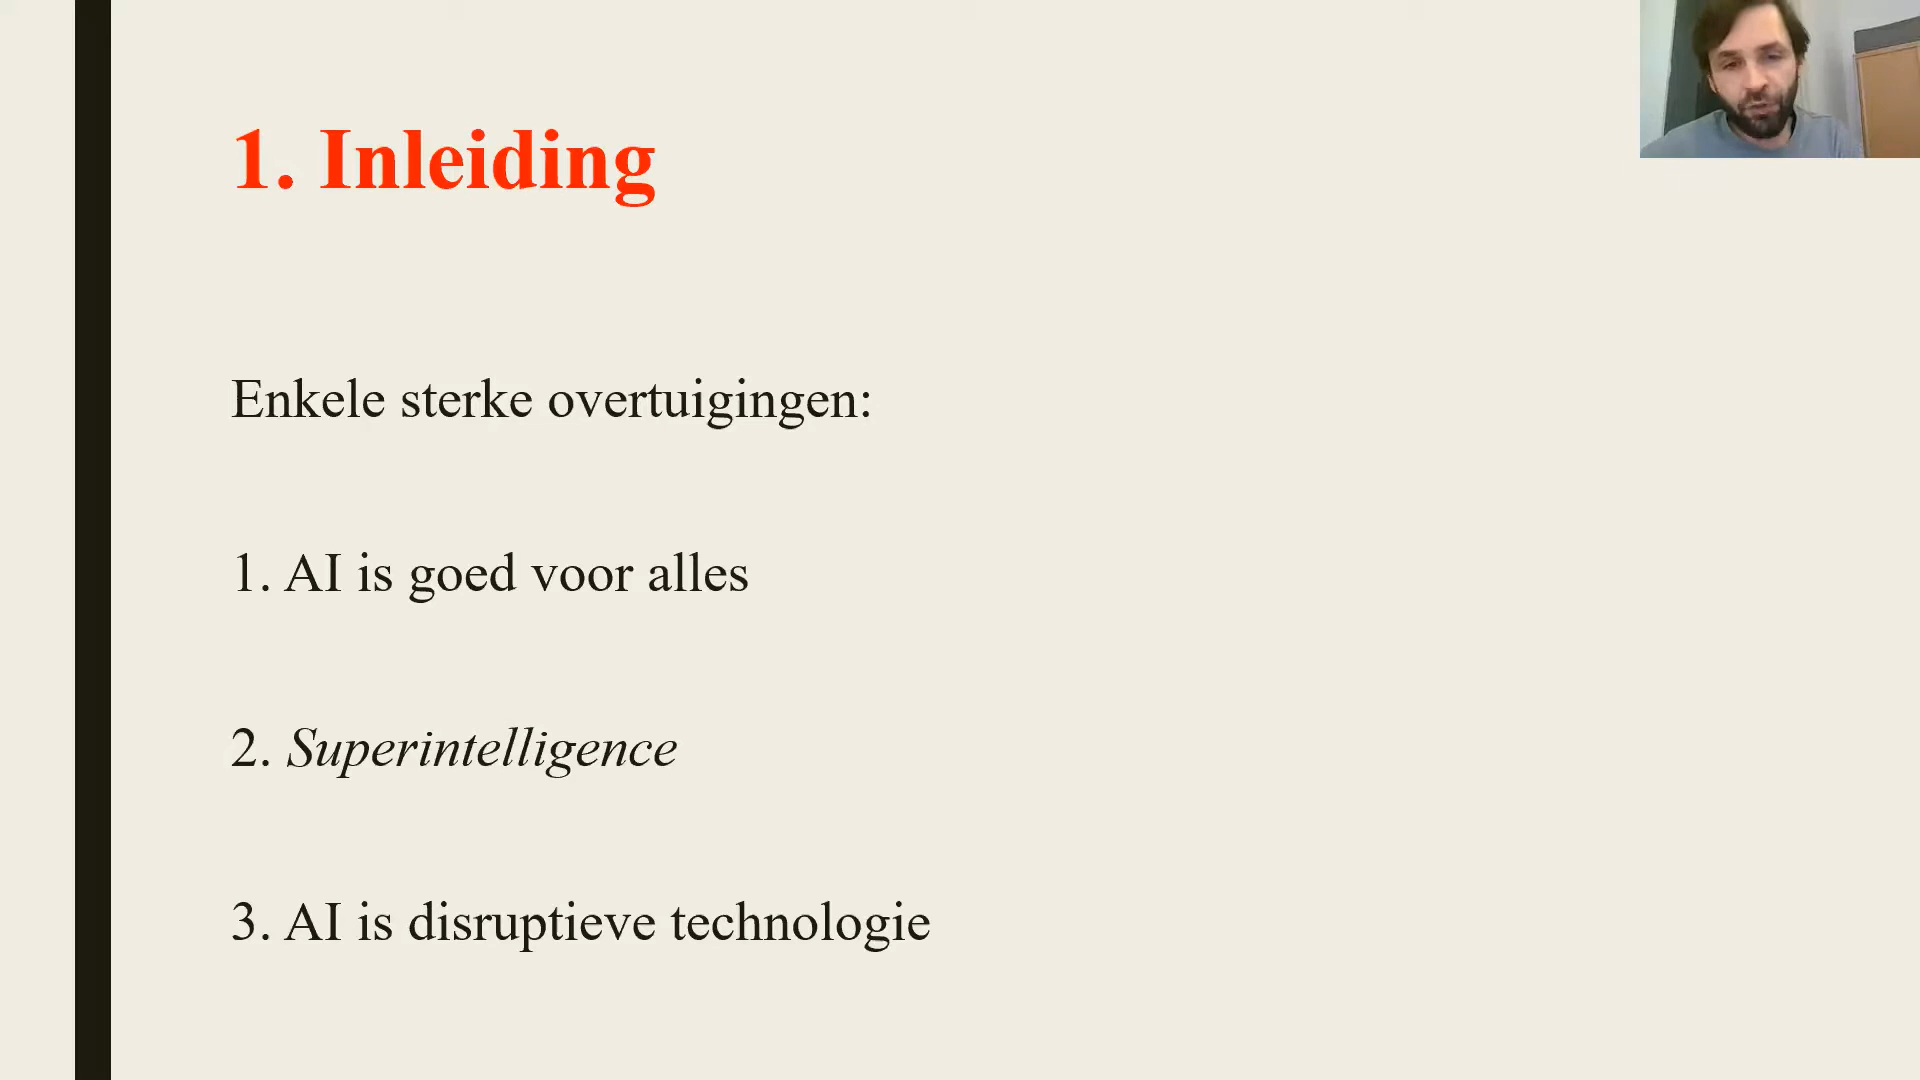 1. Inleiding
Enkele sterke overtuigingen:
1. AI is goed voor alles
2. Superintelligence
3. AI is disruptieve technologie